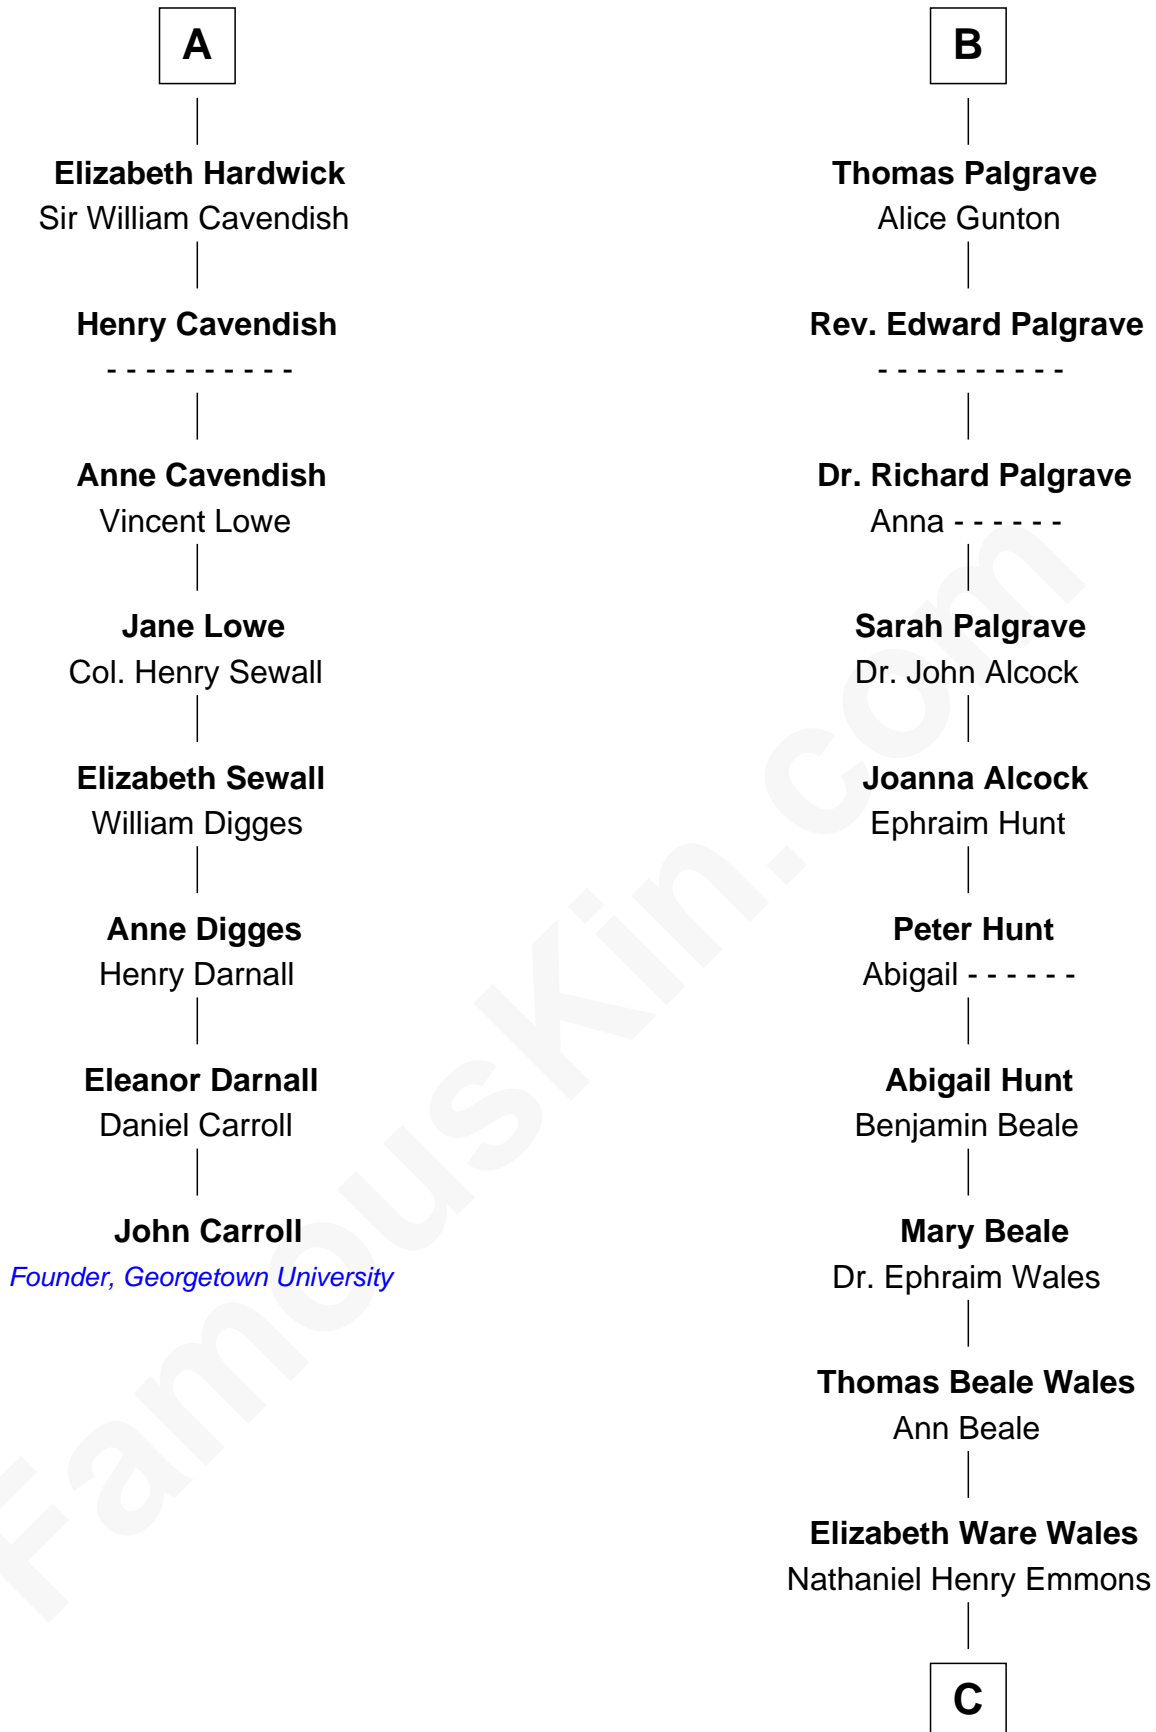 A
Elizabeth Hardwick
Sir William Cavendish
Henry Cavendish
- - - - - - - - - -
Anne Cavendish
Vincent Lowe
Jane Lowe
Col. Henry Sewall
Elizabeth Sewall
William Digges
Anne Digges
Henry Darnall
Eleanor Darnall
Daniel Carroll
John Carroll
Founder, Georgetown University
B
Thomas Palgrave
Alice Gunton
Rev. Edward Palgrave
- - - - - - - - - -
Dr. Richard Palgrave
Anna - - - - - -
Sarah Palgrave
Dr. John Alcock
Joanna Alcock
Ephraim Hunt
Peter Hunt
Abigail - - - - - -
Abigail Hunt
Benjamin Beale
Mary Beale
Dr. Ephraim Wales
Thomas Beale Wales
Ann Beale
Elizabeth Ware Wales
Nathaniel Henry Emmons
C
FamousKin.com